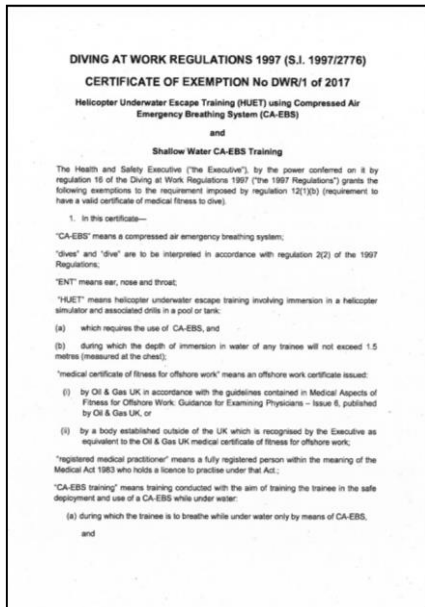 DIVING AT WORK REGULATIONS 1997 (S.I. 1997/2776)
CERTIFICATE OF EXEMPTION No DWR/1 of 2017
Helicopter Underwater Escape Training (HUET) using Compressed Air
Emergency Breathing System (CA-EBS)
and
Shallow Water CA-EBS Training
The Health and Safety Executive ("the Executive"), by the power conferred on it by
regulation 16 of the Diving at Work Regulations 1997 ("the 1997 Regulations") grants the
following exemptions to the requirement imposed by regulation 12(1)(b) (requirement to
have a valid certificate of medical fitness to dive).
1. In this certificate—
"CA-EBS" means a compressed air emergency breathing system;
"dives" and "dive" are to be interpreted in accordance with regulation 2(2) of the 1997
Regulations;
"ENT" means ear, nose and throat;
"HUET" means helicopter underwater escape training involving immersion in a helicopter
simulator and associated drills in a pool or tank:
(a) which requires the use of CA-EBS, and
(b) during which the depth of immersion in water of any trainee will not exceed 1.5
metres (measured at the chest);
"medical certificate of fitness for offshore work" means an offshore work certificate issued:
(i) by Oil & Gas UK in accordance with the guidelines contained in Medical Aspects of
Fitness for Offshore Work: Guidance for Examining Physicians – Issue 6, published
by Oil & Gas UK, or
(ii) by a body established outside of the UK which is recognised by the Executive as
equivalent to the Oil & Gas UK medical certificate of fitness for offshore work;
"registered medical practitioner" means a fully registered person within the meaning of the
Medical Act 1983 who holds a licence to practise under that Act.;
"CA-EBS training" means training conducted with the aim of training the trainee in the safe
deployment and use of a CA-EBS while under water:
(a) during which the trainee is to breathe while under water only by means of CA-EBS,
and